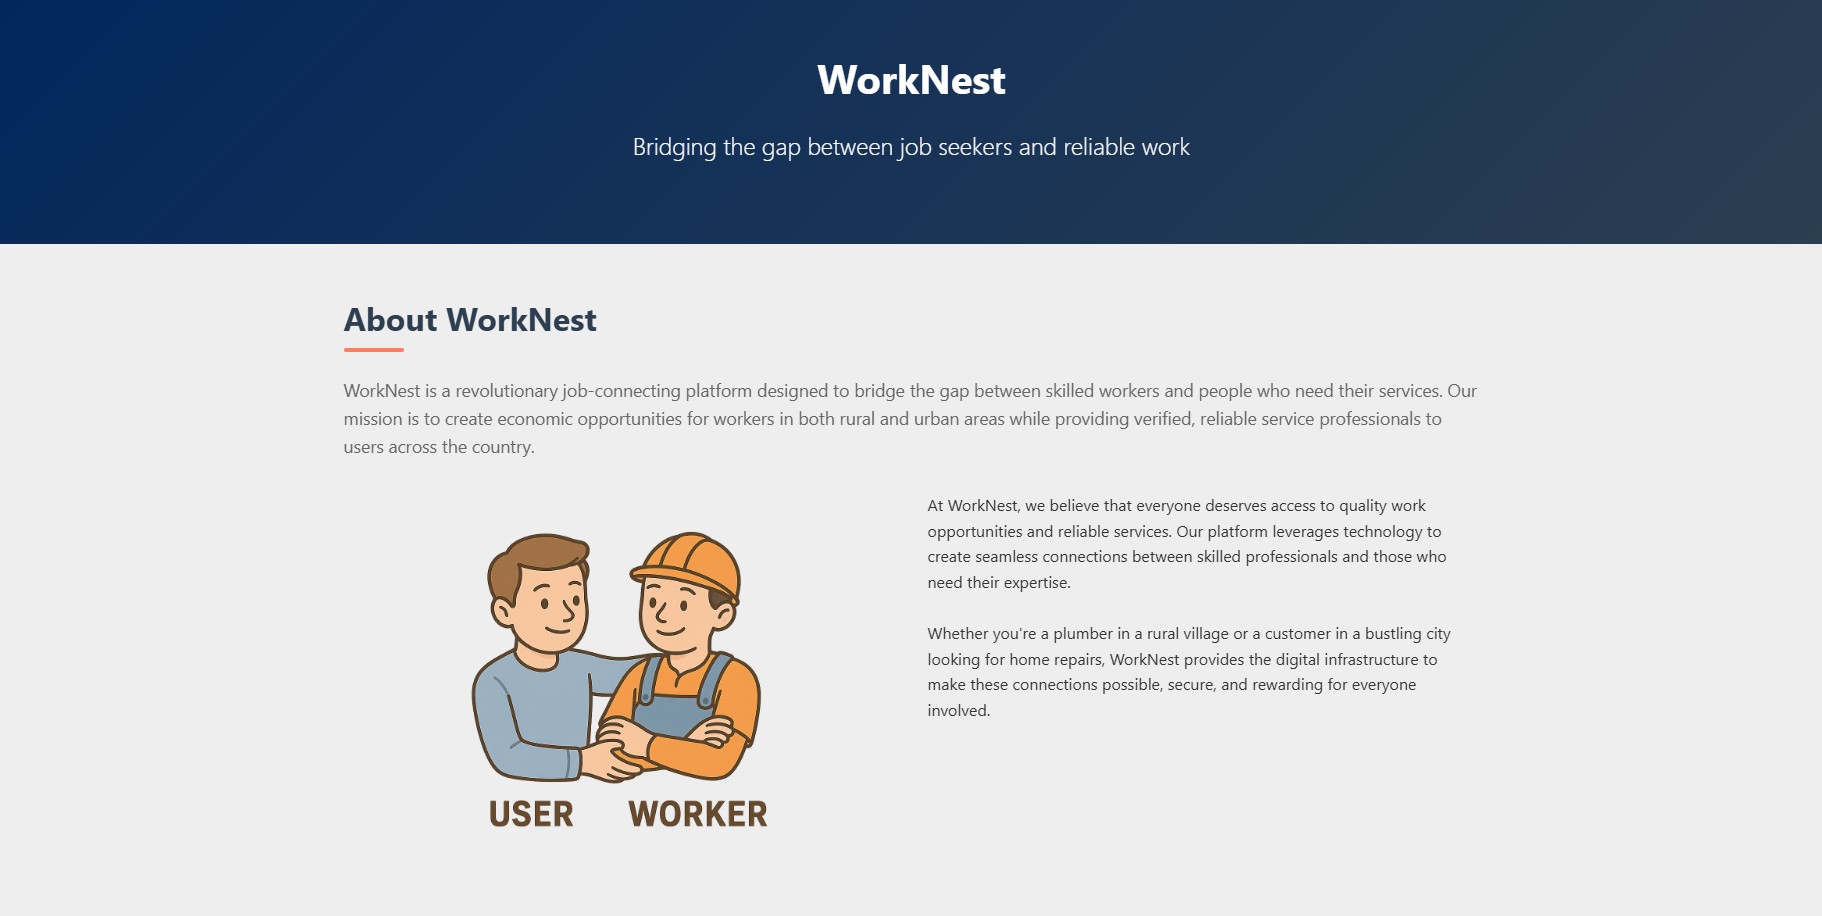 WorkNest
Bridging the gap between job seekers and reliable work
About WorkNest
WorkNest is a revolutionary job-connecting platform designed to bridge the gap between skilled workers and people who need their services. Our
mission is to create economic opportunities for workers in both rural and urban areas while providing verified, reliable service professionals to
users across the country.
At WorkNest, we believe that everyone deserves access to quality work
opportunities and reliable services. Our platform leverages technology to
create seamless connections between skilled professionals and those who
need their expertise.
Whether you're a plumber in a rural village or a customer in a bustling city
looking for home repairs, WorkNest provides the digital infrastructure to
make these connections possible, secure, and rewarding for everyone
involved.
USER WORKER